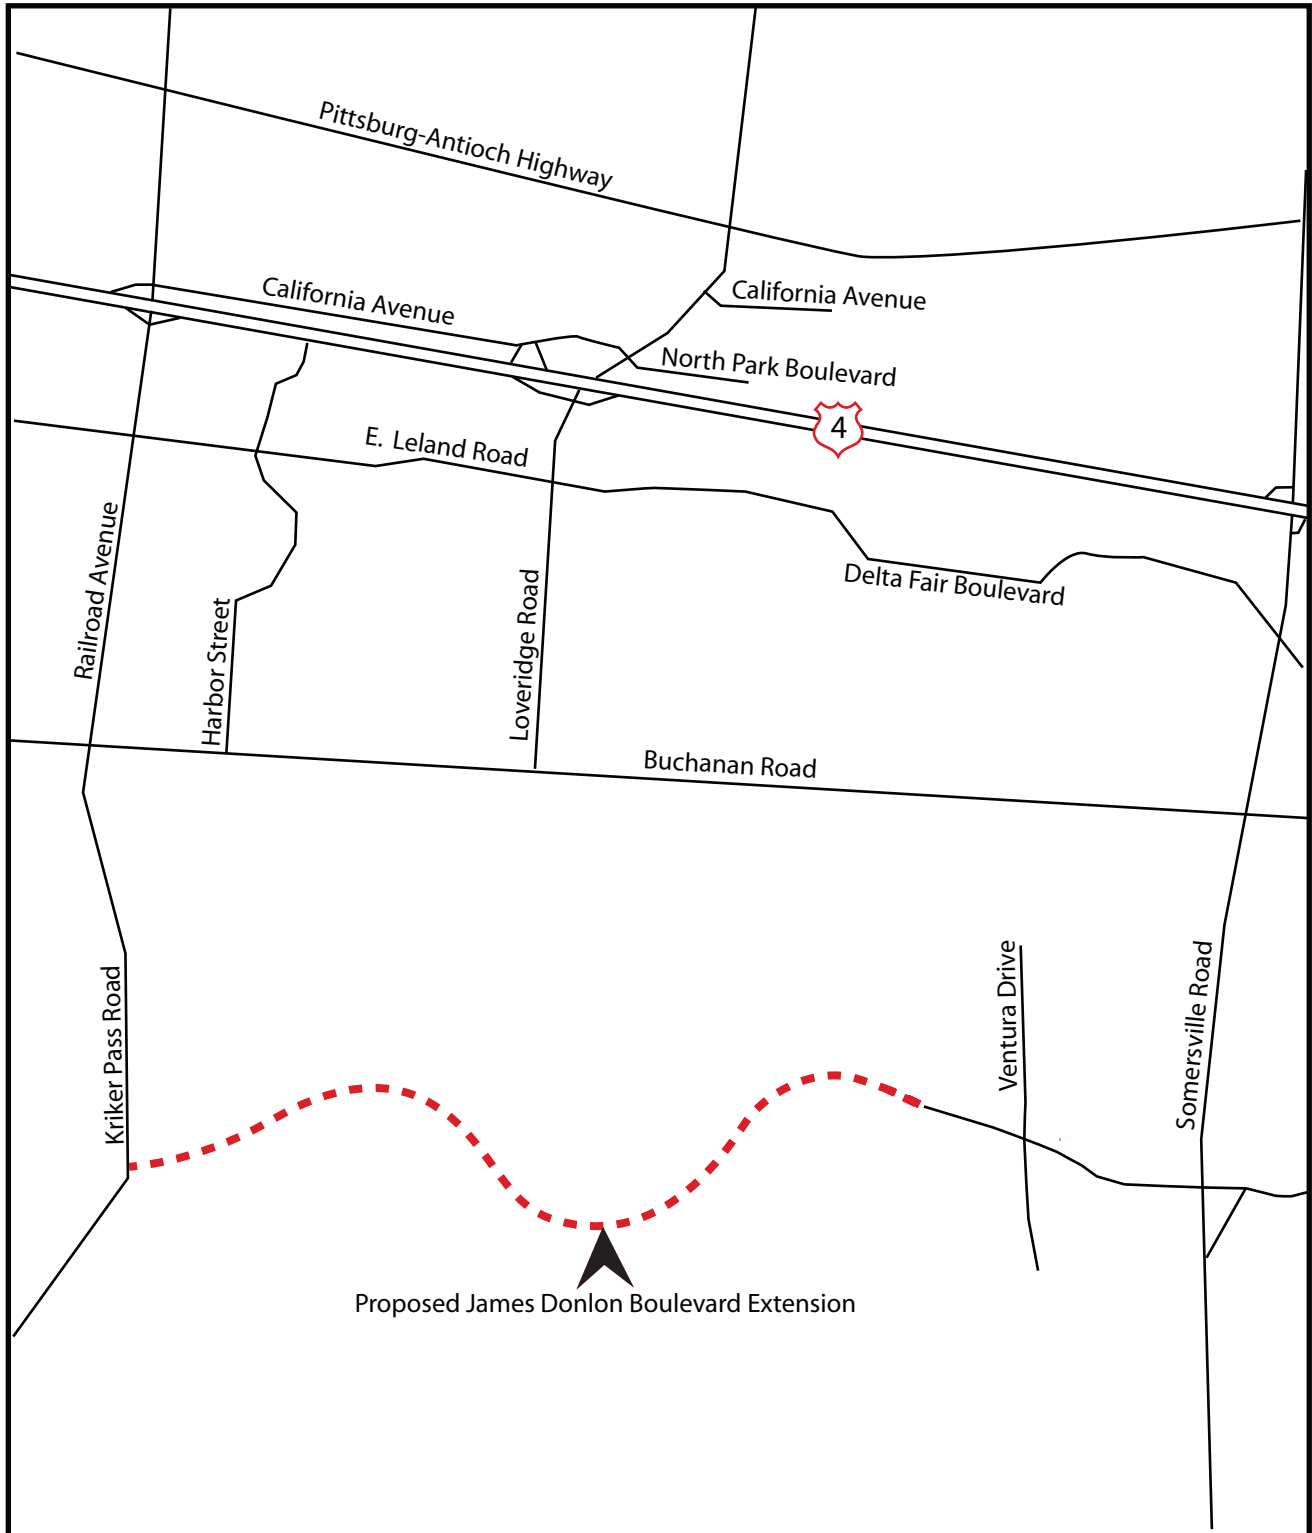 Pittsburg-Antioch Highway
California Avenue
California Avenue
North Park Boulevard
4
E. Leland Road
Railroad Avenue
Harbor Street
Loveridge Road
Delta Fair Boulevard
Buchanan Road
Kriker Pass Road
Ventura Drive
Somersville Road
Proposed James Donlon Boulevard Extension